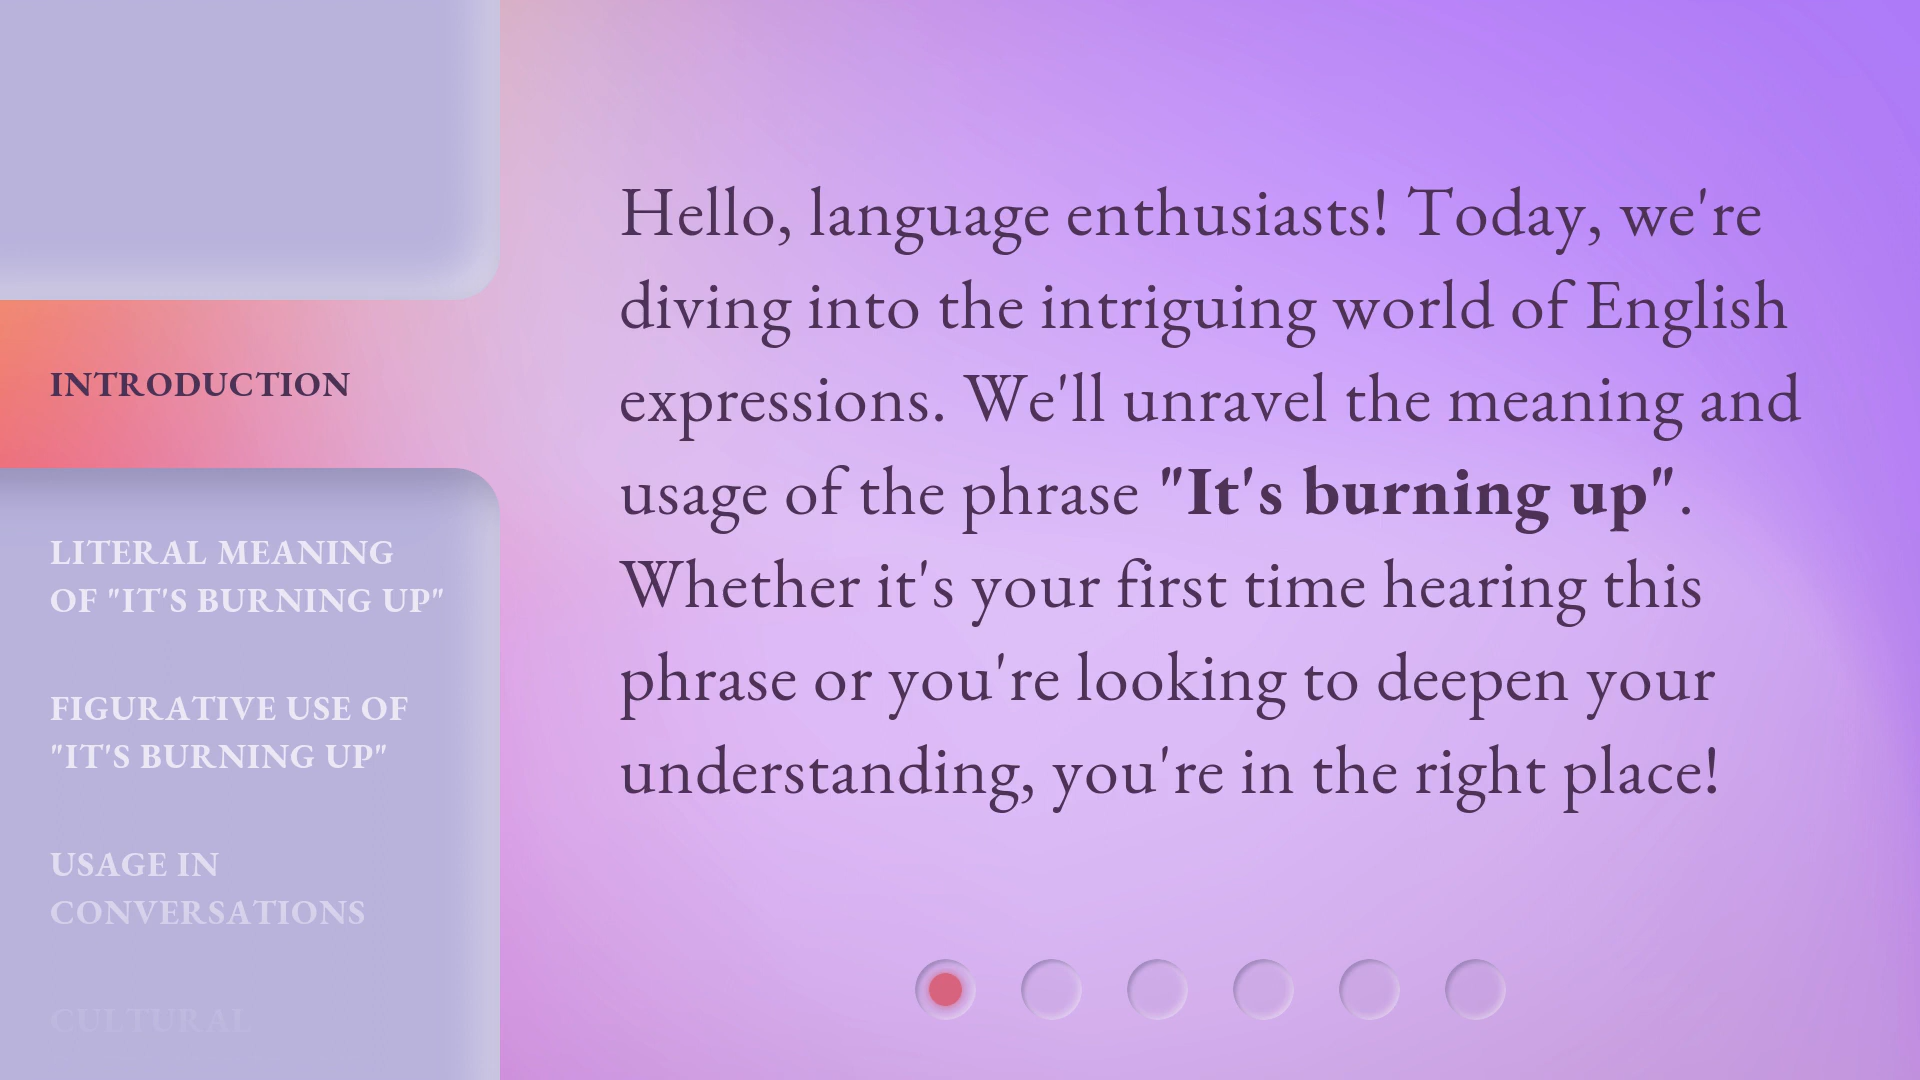 INTRODUCTION
LITERAL MEANING
OF "IT'S BURNING UP"
FIGURATIVE USE OF
"IT'S BURNING UP"
USAGE IN
CONVERSATIONS
CULTURAL
Hello, language enthusiasts! Today, we're
diving into the intriguing world of English
expressions. We'll unravel the meaning and
usage of the phrase "It's burning up".
Whether it's your first time hearing this
phrase or you're looking to deepen your
understanding, you're in the right place!